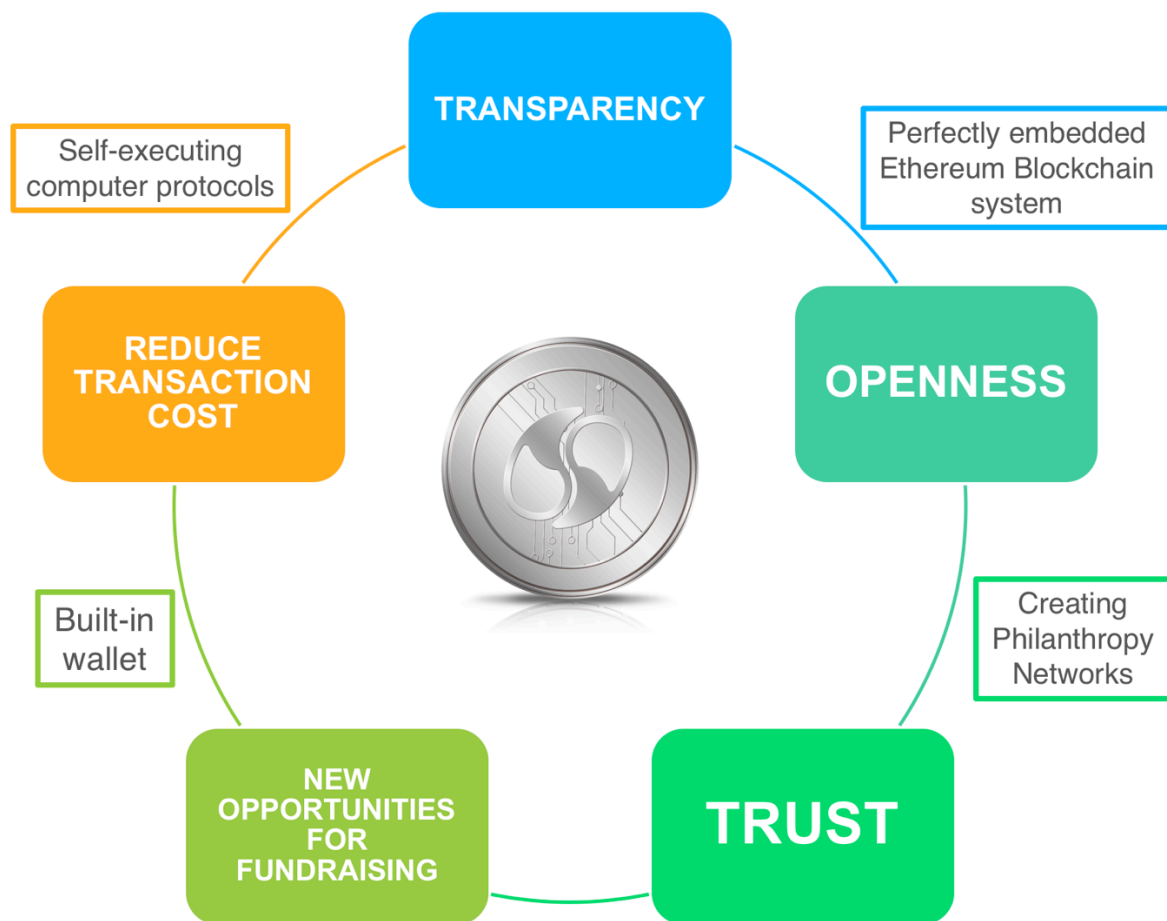 TRANSPARENCY
Perfectly embedded
Ethereum Blockchain
system
Self-executing
computer protocols
REDUCE
TRANSACTION
COST
OPENNESS
Built-in
wallet
Creating
Philanthropy
Networks
NEW
OPPORTUNITIES
FOR
FUNDRAISING
TRUST